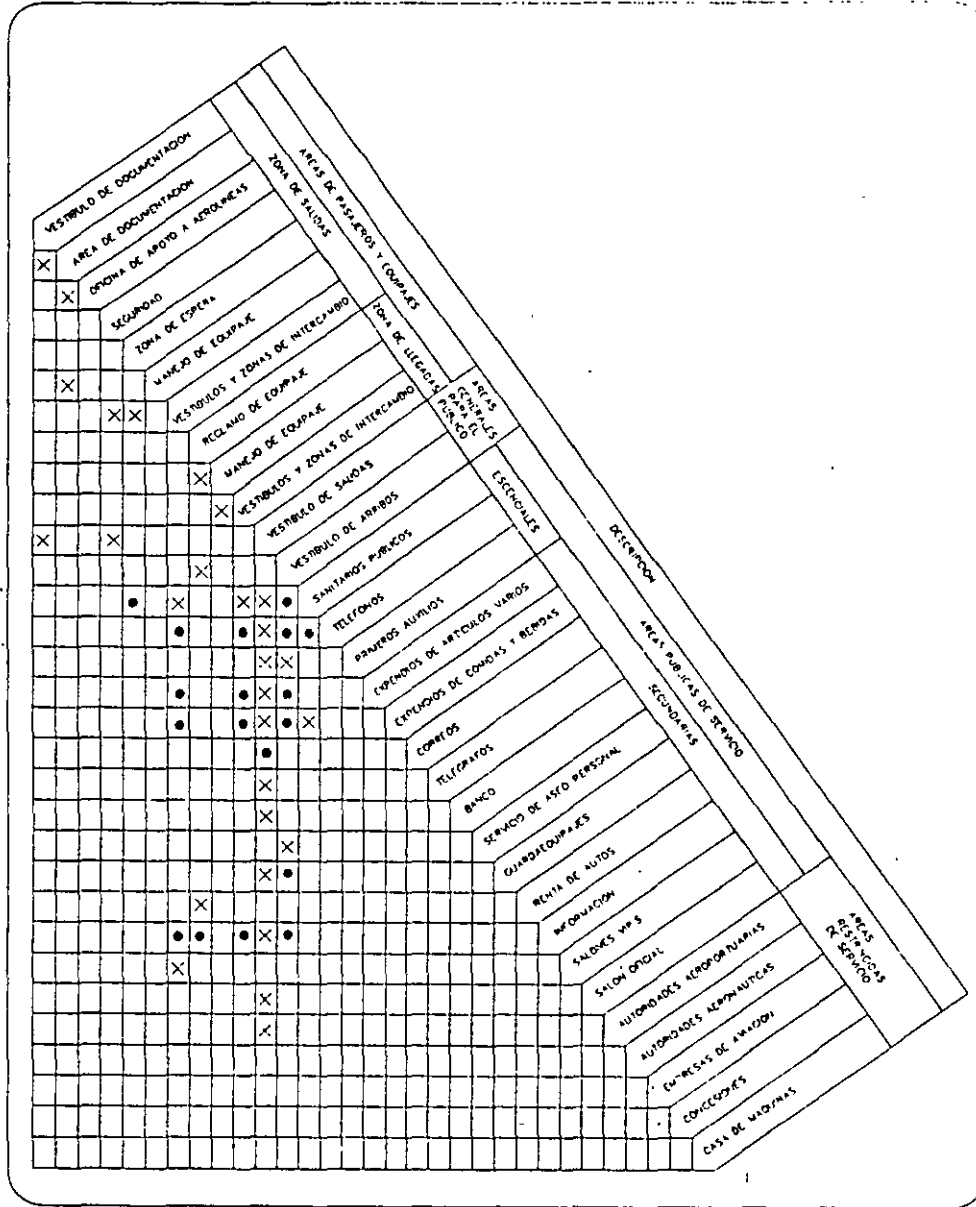 VESTIBULO DE DOCUMENTACION
AREA DE DOCUMENTACION
OFICINA DE APOYO A AEROLINEAS
SEGURIDAD
ZONA DE ESPERA
MANEJO DE EQUIPAJE
VESTIBULOS Y ZONAS DE INTERCAMBIO
RECLAMO DE EQUIPAJE
MANEJO DE EQUIPAJE
VESTIBULOS Y ZONAS DE INTERCAMBIO
VESTIBULO DE SALIDAS
VESTIBULO DE ARRIBOS
SANITARIOS PUBLICOS
TELEFONOS
PRIMEROS AUXILIOS
EXPENDIOS DE ARTICULOS VARIOS
EXPENDIOS DE COMIDAS Y BEBIDAS
CORREOS
TELEGRAFOS
BANCO
SERVICIO DE ASEO PERSONAL
GUARDAEQUIPAJES
RENTA DE AUTOS
INFORMACION
SALONES VIP S
SALON OFICIAL
AUTORIDADES AEROPORTUARIAS
AUTORIDADES AERONAUTICAS
EMPRESAS DE AVIACION
CONCESIONES
CASA DE MAQUINAS
ZONA DE SALIDAS
ZONA DE LLEGADAS
AREAS
GENERALES
PARA EL
PUBLICO
ESCENCIALES
SECUNDARIAS
AREAS DE PASAJEROS Y EQUIPAJES
AREAS PUBLICAS DE SERVICIO
AREAS
RESTRINGIDAS
SERVICIO
DESCRIPCION